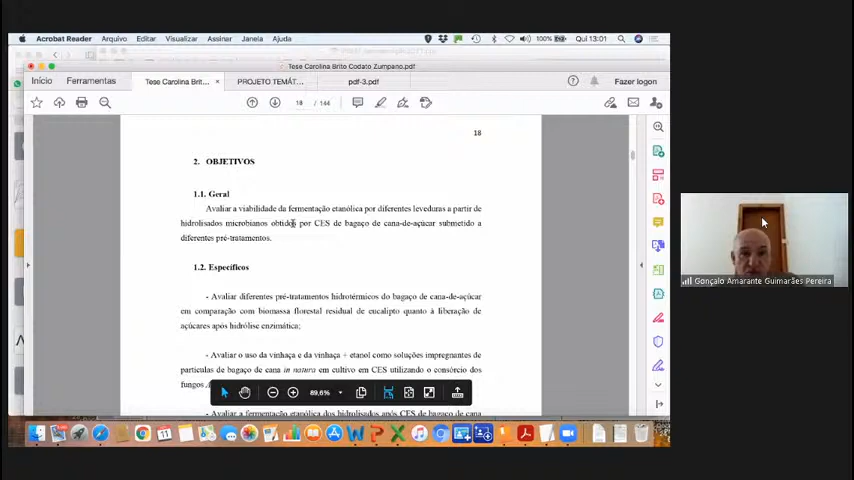 Acrobat Reader Arquivo Editar Visualizar Assinar Janela Ajuda 100% Qui 13:01
Tese Carolina Brito Codato Zumpano.pdf
Início Ferramentas Tese Carolina Brit... × PROJETO TEMÁT... pdf-3.pdf Fazer logon
18 / 144
18
2. OBJETIVOS
1.1. Geral
Avaliar a viabilidade da fermentação etanólica por diferentes leveduras a partir de
hidrolisados microbianos obtidos por CES de bagaço de cana-de-açúcar submetido a
diferentes pré-tratamentos.
1.2. Específicos
- Avaliar diferentes pré-tratamentos hidrotérmicos do bagaço de cana-de-açúcar
em comparação com biomassa florestal residual de eucalipto quanto à liberação de
açúcares após hidrólise enzimática;
- Avaliar o uso da vinhaça e da vinhaça + etanol como soluções impregnantes de
partículas de bagaço de cana in natura em cultivo em CES utilizando o consórcio dos
fungos
89,6%
- Avaliar a fermentação etanólica dos hidrolisados após CES de bagaço de cana
Gonçalo Amarante Guimarães Pereira